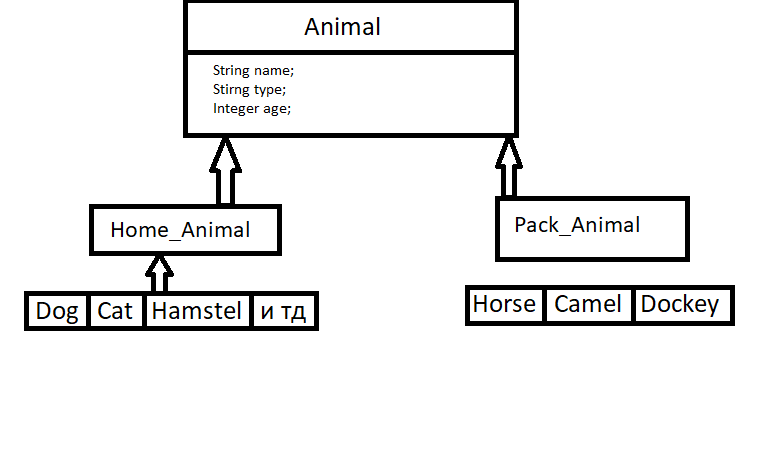 Animal
String name;
Stirng type;
Integer age;
Home_Animal
Pack_Animal
Dog Cat Hamstel и тд
Horse Camel Dockey